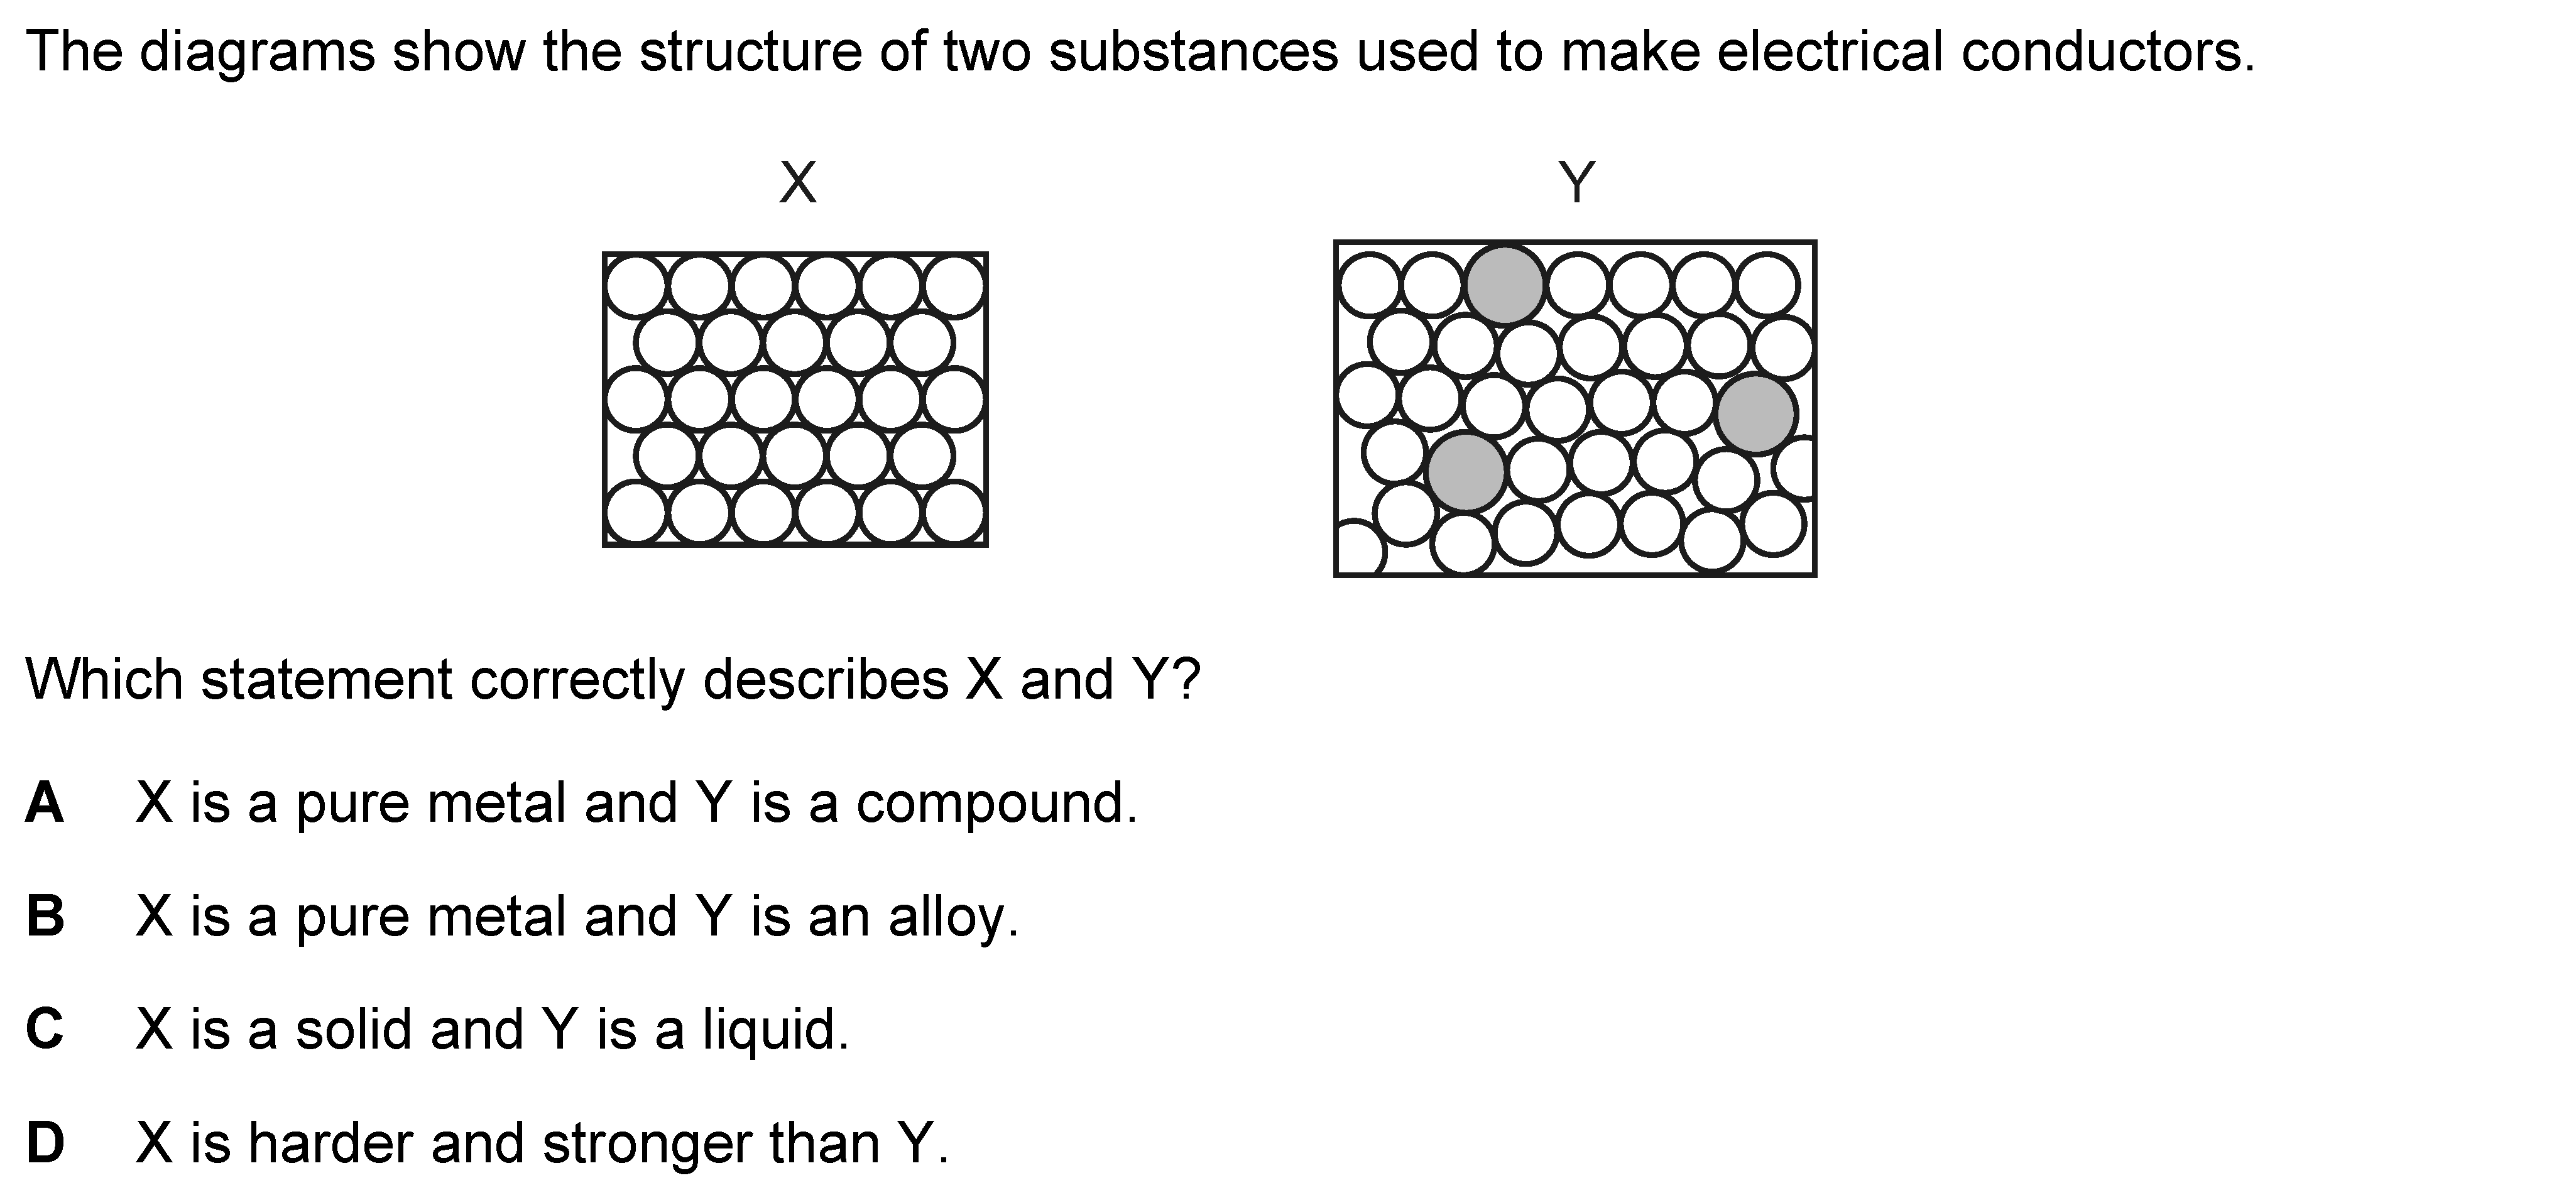 The diagrams show the structure of two substances used to make electrical conductors.
X
Y
Which statement correctly describes X and Y?
A X is a pure metal and Y is a compound.
B X is a pure metal and Y is an alloy.
C X is a solid and Y is a liquid.
D X is harder and stronger than Y.